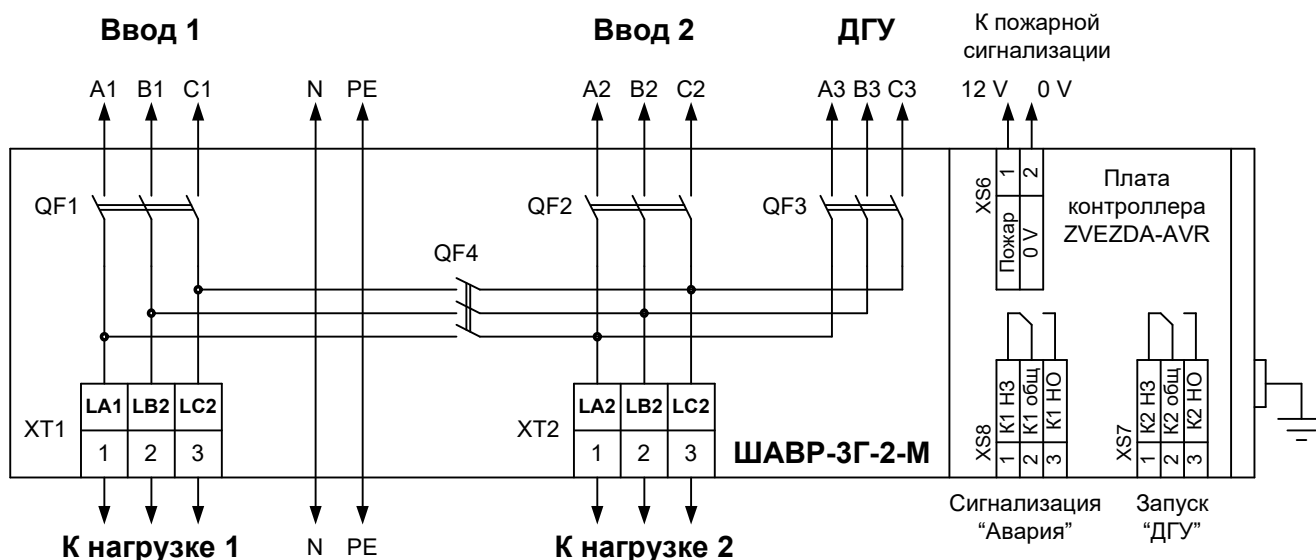 Ввод 1
Ввод 2
ДГУ
К пожарной
сигнализации
A1 B1 C1 N PE A2 B2 C2 A3 B3 C3 12 V 0 V
QF1
QF2
QF3
QF4
XS6
1 2
Пожар
0 V
Плата
контроллера
ZVEZDA-AVR
XT1
LA1 LB2 LC2
1 2 3
XT2
LA2 LB2 LC2
1 2 3
ШАВР-3Г-2-М
XS8
1 К1 НЗ
2 К1 общ
3 К1 НО
XS7
1 К2 НЗ
2 К2 общ
3 К2 НО
Сигнализация
“Авария”
Запуск
“ДГУ”
К нагрузке 1
N PE
К нагрузке 2